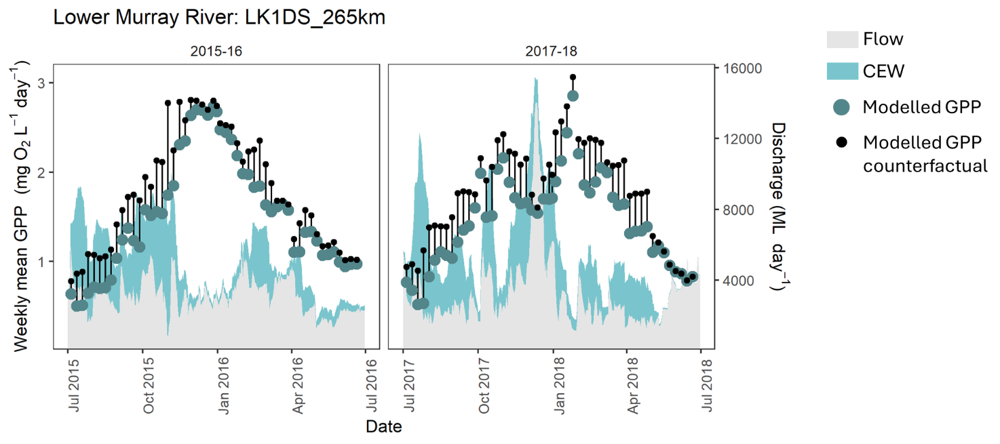 Lower Murray River: LK1DS_265km
2015-16
2017-18
Weekly mean GPP (mg O₂ L⁻¹ day⁻¹)
3
2
1
16000
12000
8000
4000
Discharge (ML day⁻¹)
Jul 2015
Oct 2015
Jan 2016
Apr 2016
Jul 2016
Jul 2017
Oct 2017
Jan 2018
Apr 2018
Jul 2018
Date
Flow
CEW
Modelled GPP
Modelled GPP
counterfactual